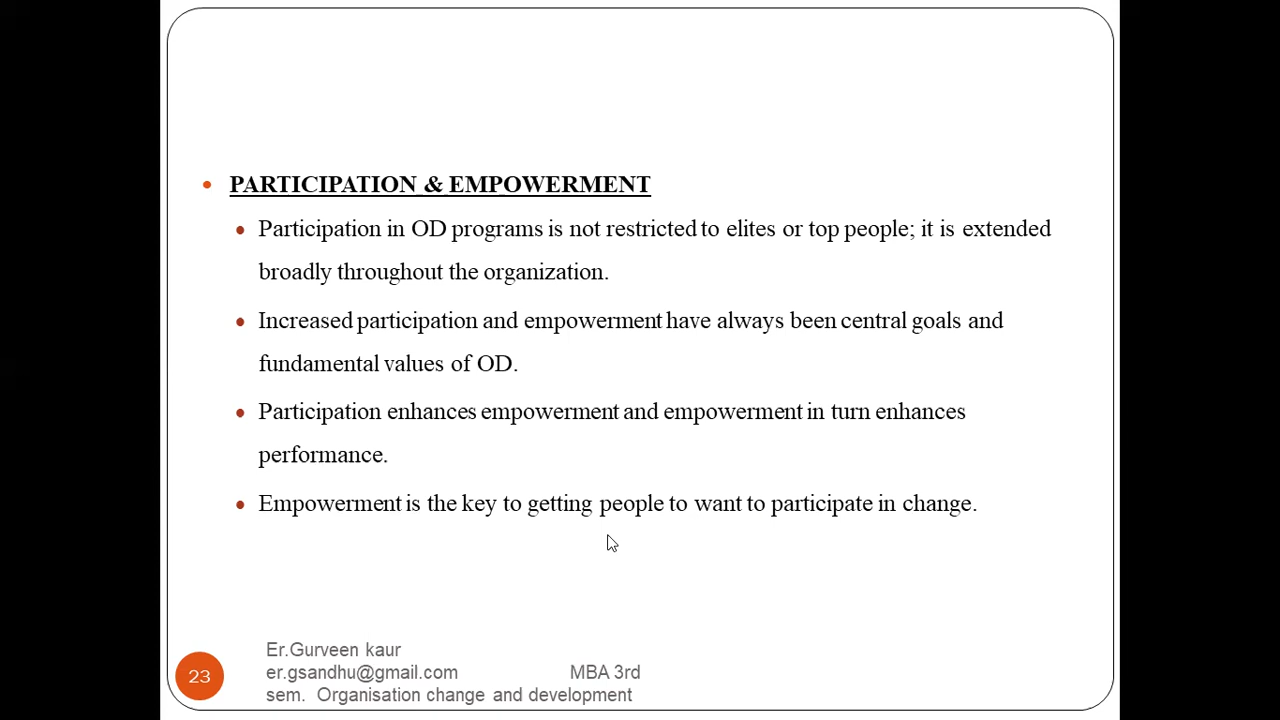 PARTICIPATION & EMPOWERMENT
Participation in OD programs is not restricted to elites or top people; it is extended
broadly throughout the organization.
Increased participation and empowerment have always been central goals and
fundamental values of OD.
Participation enhances empowerment and empowerment in turn enhances
performance.
Empowerment is the key to getting people to want to participate in change.
Er.Gurveen kaur
er.gsandhu@gmail.com MBA 3rd
sem. Organisation change and development
23